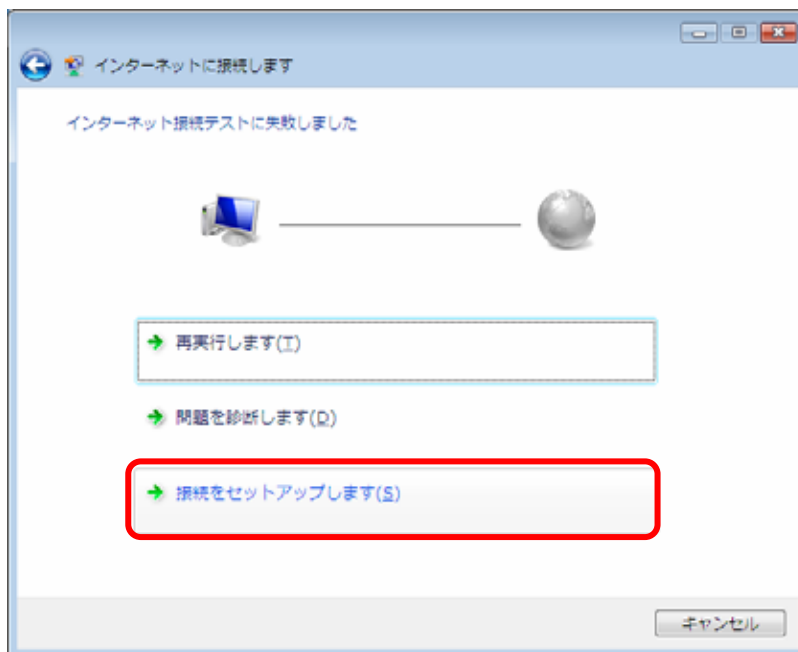 インターネットに接続します
インターネット接続テストに失敗しました
再実行します(T)
問題を診断します(D)
接続をセットアップします(S)
キャンセル